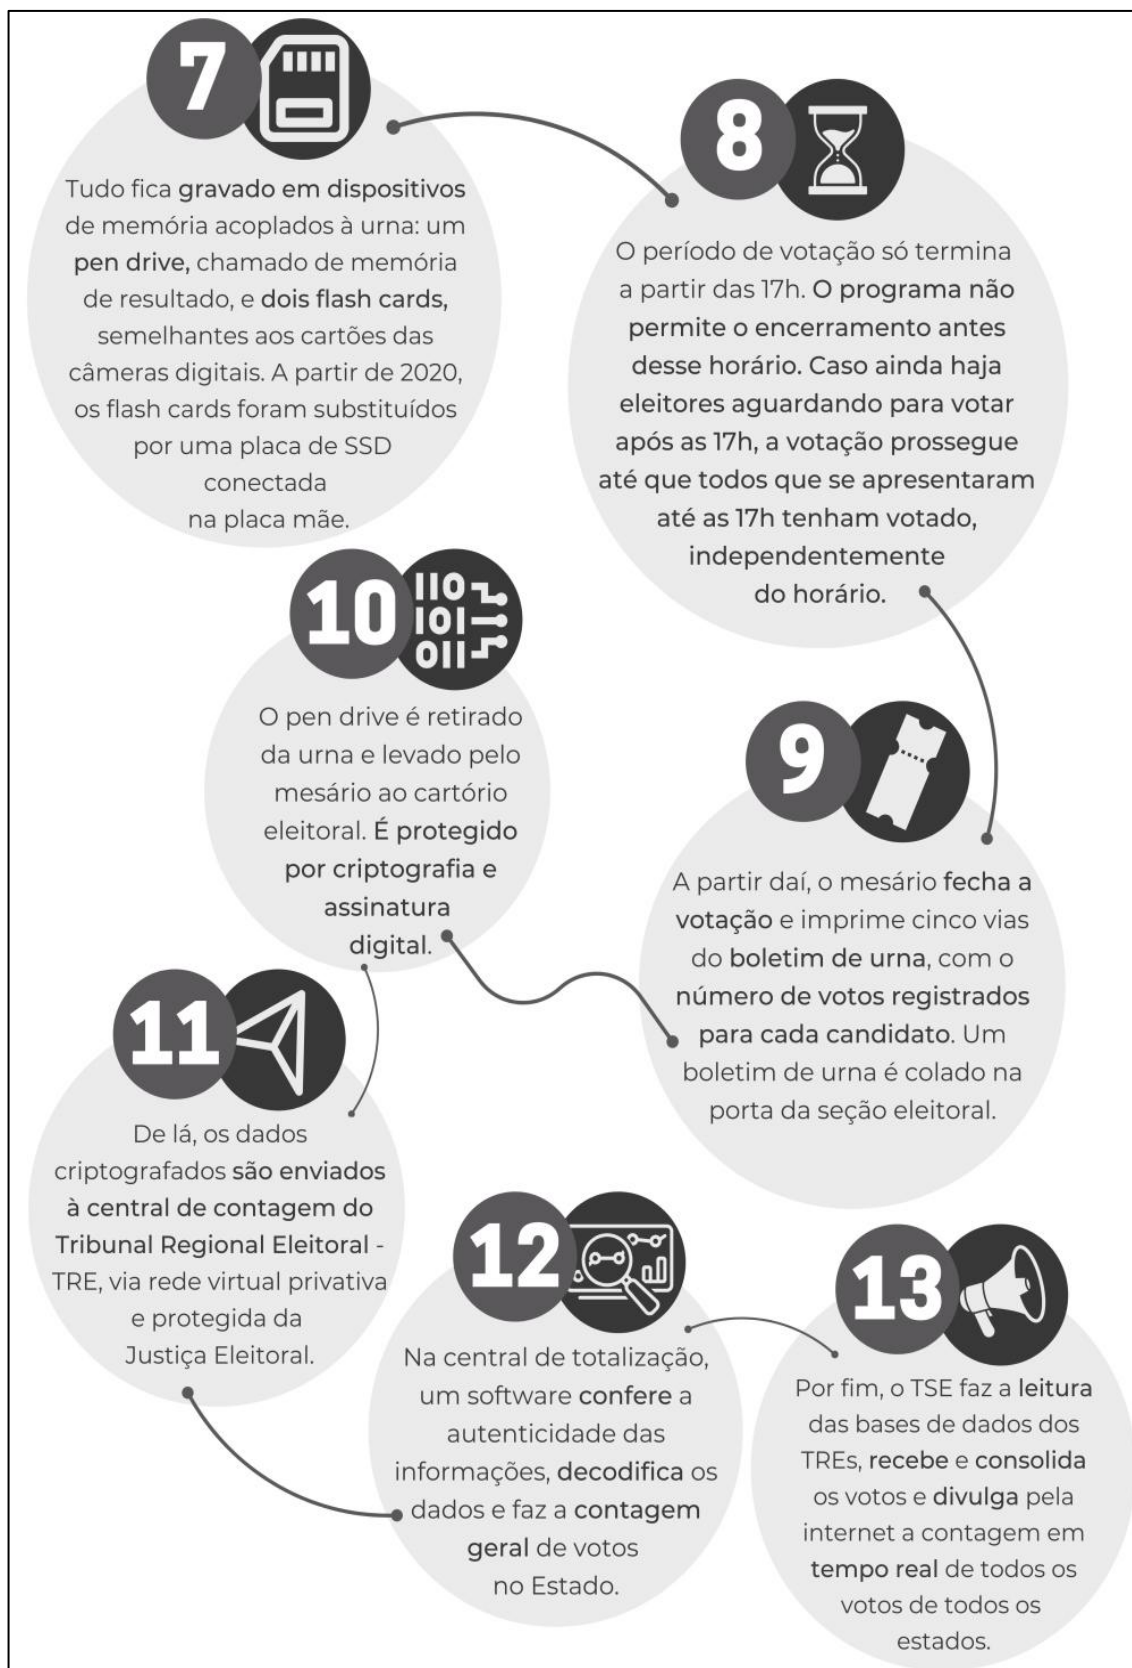 7
Tudo fica gravado em dispositivos
de memória acoplados à urna: um
pen drive, chamado de memória
de resultado, e dois flash cards,
semelhantes aos cartões das
câmeras digitais. A partir de 2020,
os flash cards foram substituídos
por uma placa de SSD
conectada
na placa mãe.
8
O período de votação só termina
a partir das 17h. O programa não
permite o encerramento antes
desse horário. Caso ainda haja
eleitores aguardando para votar
após as 17h, a votação prossegue
até que todos que se apresentaram
até as 17h tenham votado,
independentemente
do horário.
9
A partir daí, o mesário fecha a
votação e imprime cinco vias
do boletim de urna, com o
número de votos registrados
para cada candidato. Um
boletim de urna é colado na
porta da seção eleitoral.
10
110
101
011
O pen drive é retirado
da urna e levado pelo
mesário ao cartório
eleitoral. É protegido
por criptografia e
assinatura
digital.
11
De lá, os dados
criptografados são enviados
à central de contagem do
Tribunal Regional Eleitoral -
TRE, via rede virtual privativa
e protegida da
Justiça Eleitoral.
12
Na central de totalização,
um software confere a
autenticidade das
informações, decodifica os
dados e faz a contagem
geral de votos
no Estado.
13
Por fim, o TSE faz a leitura
das bases de dados dos
TREs, recebe e consolida
os votos e divulga pela
internet a contagem em
tempo real de todos os
votos de todos os
estados.